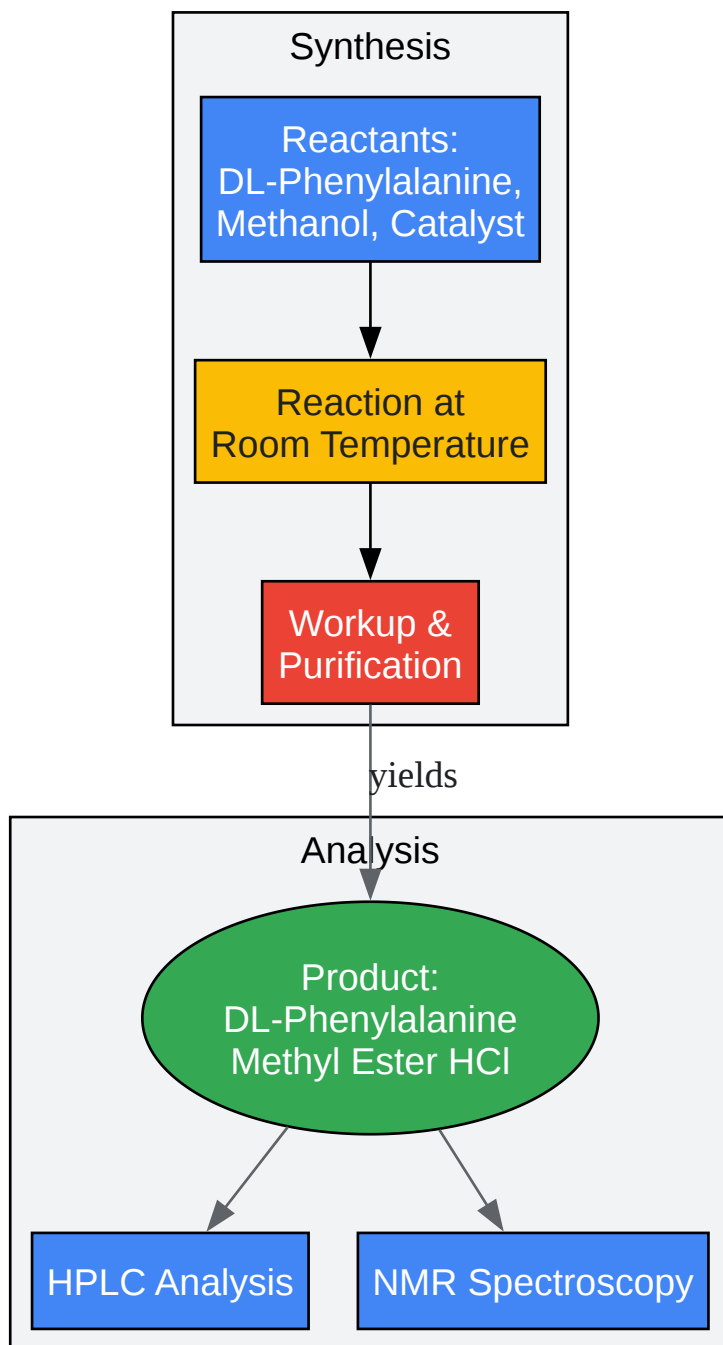 Synthesis
Reactants:
DL-Phenylalanine,
Methanol, Catalyst
Reaction at
Room Temperature
Workup &
Purification
yields
Analysis
Product:
DL-Phenylalanine
Methyl Ester HCl
HPLC Analysis
NMR Spectroscopy